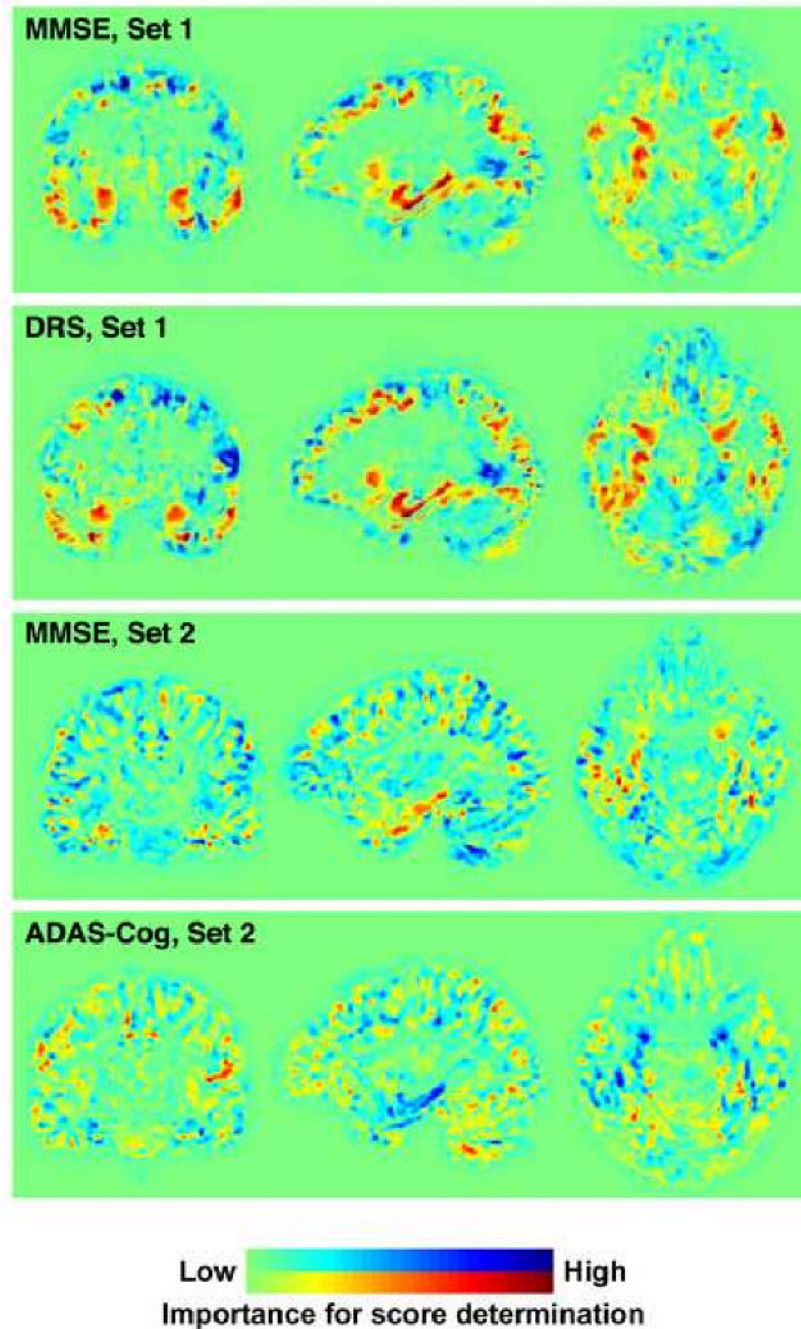 MMSE, Set 1
DRS, Set 1
MMSE, Set 2
ADAS-Cog, Set 2
Low High
Importance for score determination